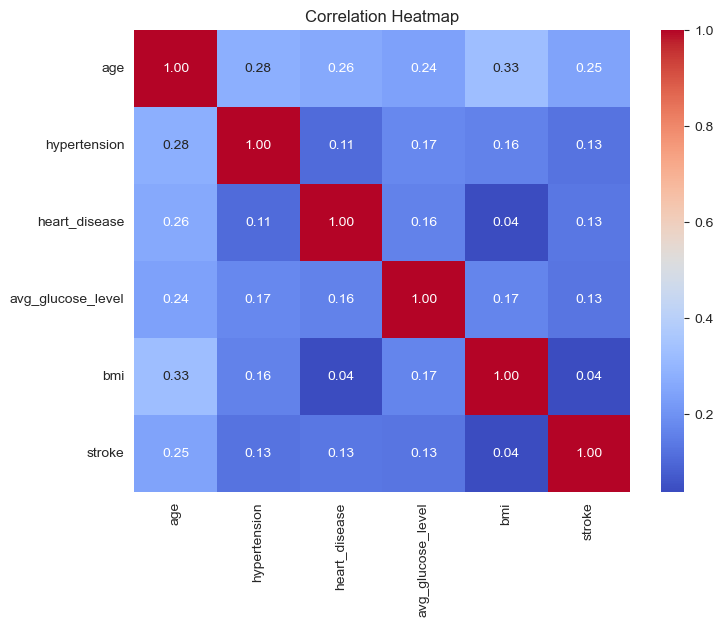 Correlation Heatmap
age 1.00 0.28 0.26 0.24 0.33 0.25
hypertension 0.28 1.00 0.11 0.17 0.16 0.13
heart_disease 0.26 0.11 1.00 0.16 0.04 0.13
avg_glucose_level 0.24 0.17 0.16 1.00 0.17 0.13
bmi 0.33 0.16 0.04 0.17 1.00 0.04
stroke 0.25 0.13 0.13 0.13 0.04 1.00
age
hypertension
heart_disease
avg_glucose_level
bmi
stroke
1.0
0.8
0.6
0.4
0.2